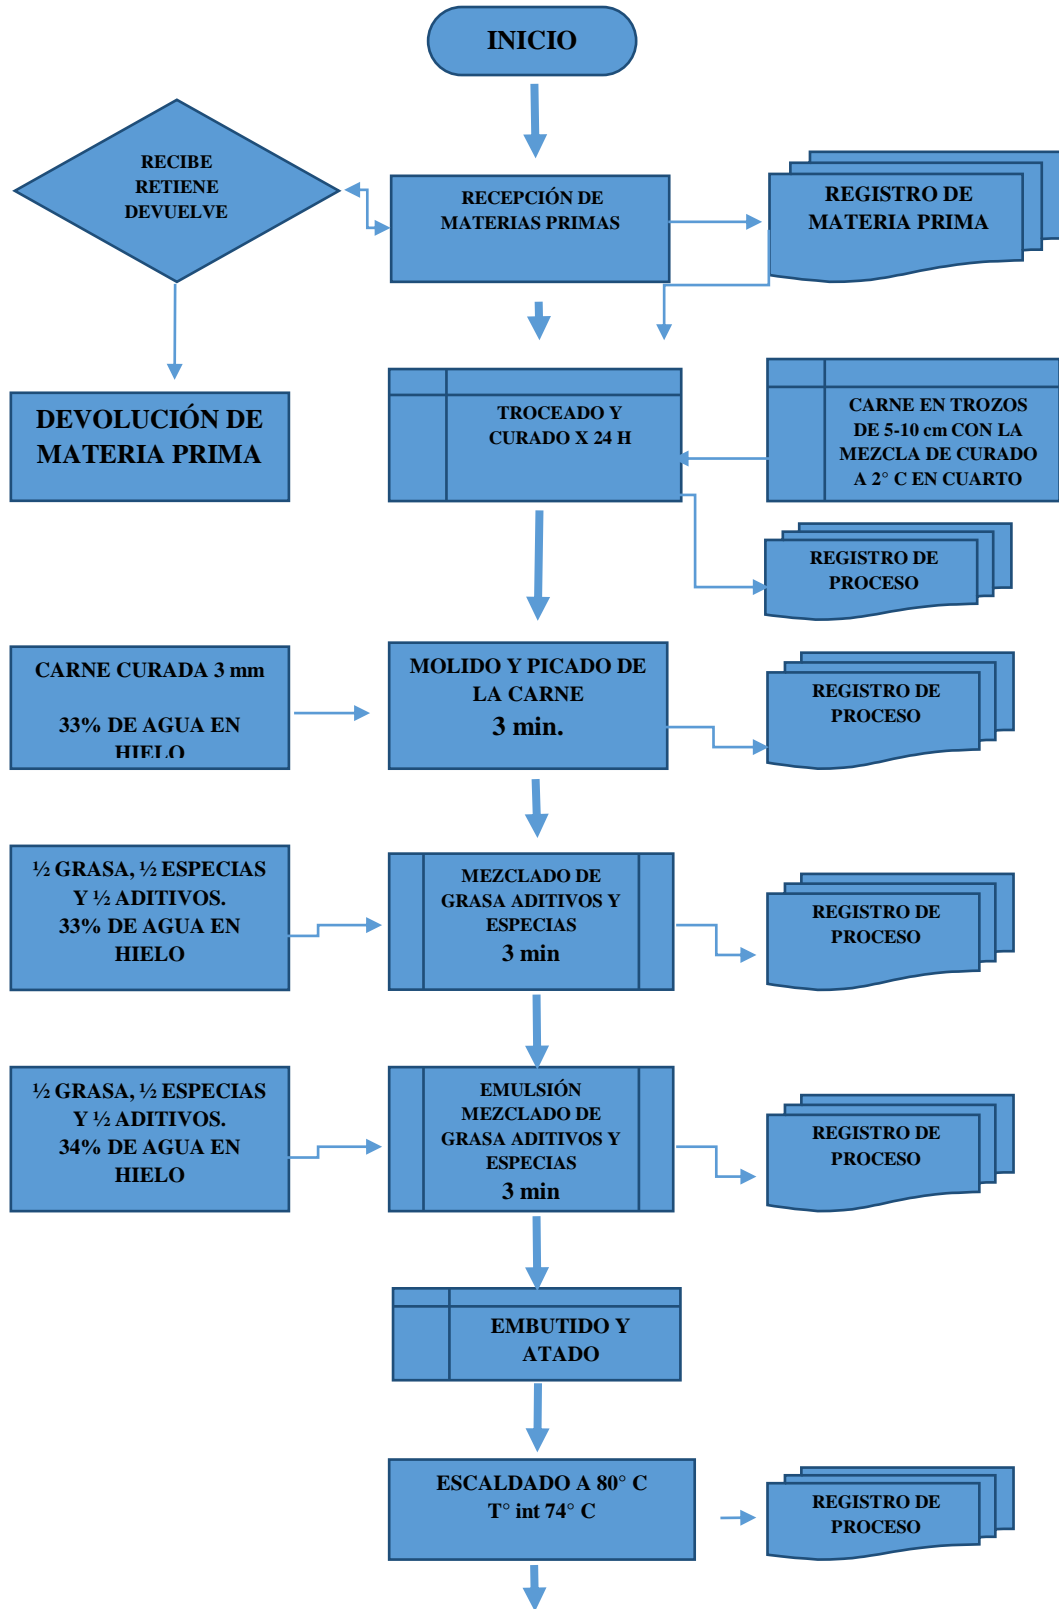 INICIO
RECIBE
RETIENE
DEVUELVE
RECEPCIÓN DE
MATERIAS PRIMAS
REGISTRO DE
MATERIA PRIMA
DEVOLUCIÓN DE
MATERIA PRIMA
TROCEADO Y
CURADO X 24 H
CARNE EN TROZOS
DE 5-10 cm CON LA
MEZCLA DE CURADO
A 2° C EN CUARTO
REGISTRO DE
PROCESO
CARNE CURADA 3 mm
33% DE AGUA EN
HIELO
MOLIDO Y PICADO DE
LA CARNE
3 min.
REGISTRO DE
PROCESO
½ GRASA, ½ ESPECIAS
Y ½ ADITIVOS.
33% DE AGUA EN
HIELO
MEZCLADO DE
GRASA ADITIVOS Y
ESPECIAS
3 min
REGISTRO DE
PROCESO
½ GRASA, ½ ESPECIAS
Y ½ ADITIVOS.
34% DE AGUA EN
HIELO
EMULSIÓN
MEZCLADO DE
GRASA ADITIVOS Y
ESPECIAS
3 min
REGISTRO DE
PROCESO
EMBUTIDO Y
ATADO
ESCALDADO A 80° C
T° int 74° C
REGISTRO DE
PROCESO